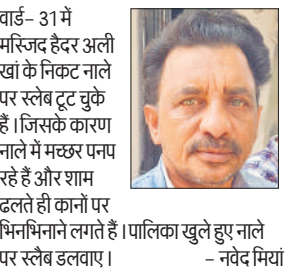 वार्ड– 31 में
मस्जिद हैदर अली
खां के निकट नाले
पर स्लेब टूट चुके
हैं। जिसके कारण
नाले में मच्छर पनप
रहे हैं और शाम
ढलते ही कानों पर
भिनभिनाने लगते हैं। पालिका खुले हुए नाले
पर स्लैब डलवाए।
– नवेद मियां